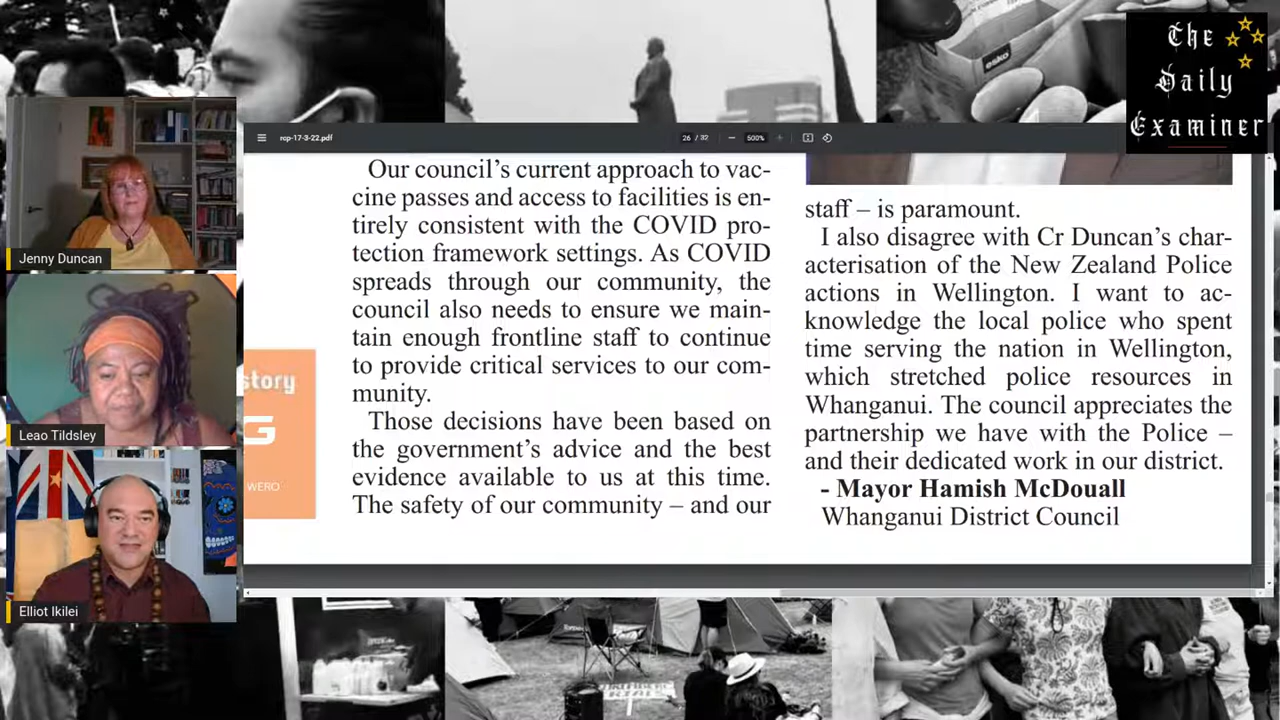 The
Daily
Examiner
Jenny Duncan
Leao Tildsley
Elliot Ikilei
rcp-17-3-22.pdf
26 / 32
500%
esko
story
G
WERO
Our council's current approach to vac-
cine passes and access to facilities is en-
tirely consistent with the COVID pro-
tection framework settings. As COVID
spreads through our community, the
council also needs to ensure we main-
tain enough frontline staff to continue
to provide critical services to our com-
munity.
Those decisions have been based on
the government's advice and the best
evidence available to us at this time.
The safety of our community – and our
staff – is paramount.
I also disagree with Cr Duncan's char-
acterisation of the New Zealand Police
actions in Wellington. I want to ac-
knowledge the local police who spent
time serving the nation in Wellington,
which stretched police resources in
Whanganui. The council appreciates the
partnership we have with the Police –
and their dedicated work in our district.
- Mayor Hamish McDouall
Whanganui District Council